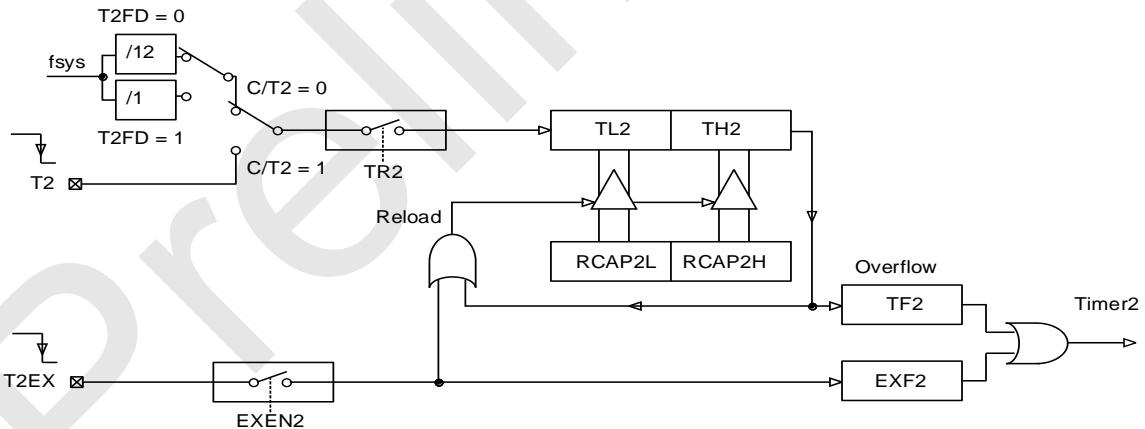 T2FD = 0
/12
fsys
C/T2 = 0
/1
T2FD = 1
TL2
TH2
T2
C/T2 = 1
TR2
Reload
RCAP2L
RCAP2H
Overflow
TF2
Timer2
T2EX
EXF2
EXEN2